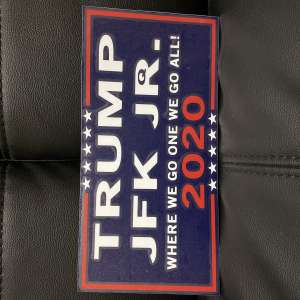 TRUMP
JFK JR.
WHERE WE GO ONE WE GO ALL!
2020